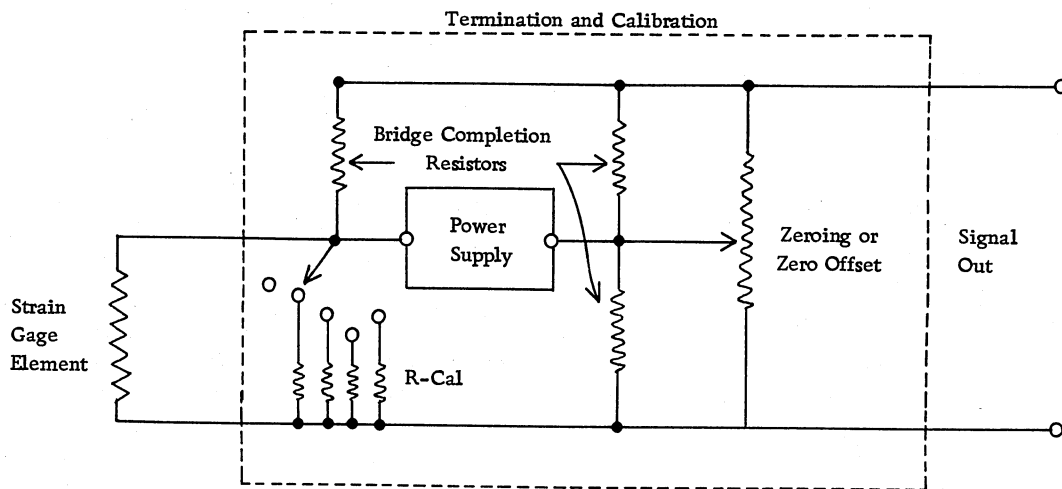 Termination and Calibration
Bridge Completion
Resistors
Power
Supply
Zeroing or
Zero Offset
Signal
Out
Strain
Gage
Element
R-Cal